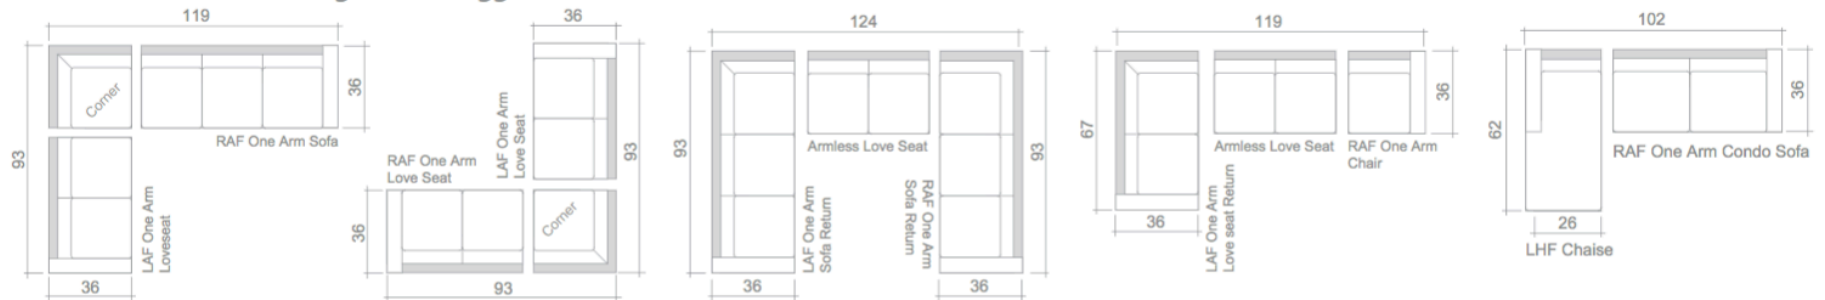 119
36
93
Corner
RAF One Arm Sofa
LAF One Arm
Loveseat
36
36
93
LAF One Arm
Love Seat
RAF One Arm
Love Seat
Corner
36
93
124
93
93
Armless Love Seat
LAF One Arm
Sofa Return
RAF One Arm
Sofa Return
36
36
119
67
36
Armless Love Seat
RAF One Arm
Chair
LAF One Arm
Love seat Return
36
102
62
36
RAF One Arm Condo Sofa
26
LHF Chaise